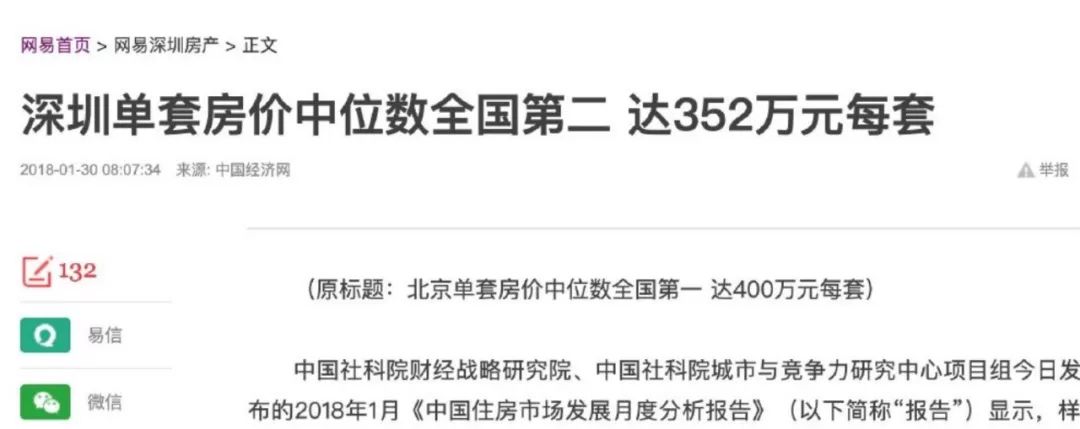 网易首页 > 网易深圳房产 > 正文
深圳单套房价中位数全国第二 达352万元每套
2018-01-30 08:07:34 来源: 中国经济网 举报
132
（原标题：北京单套房价中位数全国第一 达400万元每套）
易信
中国社科院财经战略研究院、中国社科院城市与竞争力研究中心项目组今日发
微信
布的2018年1月《中国住房市场发展月度分析报告》（以下简称“报告”）显示，样